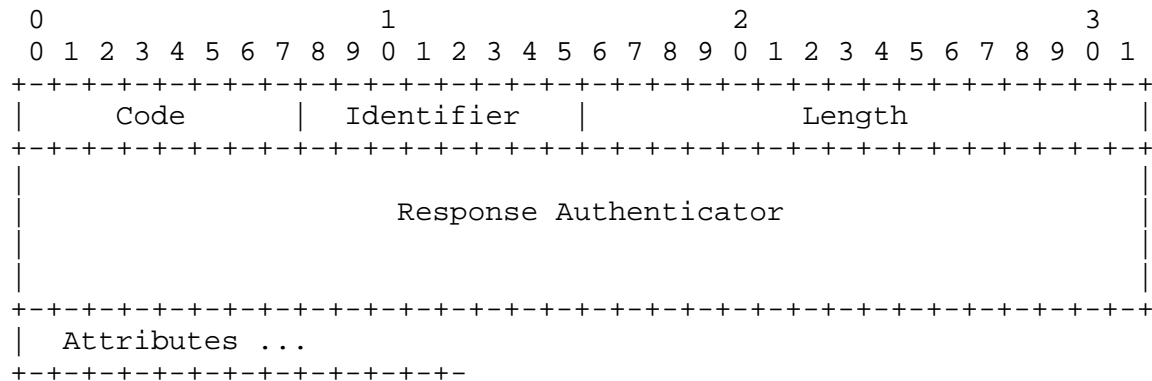 0                   1                   2                   3
 0 1 2 3 4 5 6 7 8 9 0 1 2 3 4 5 6 7 8 9 0 1 2 3 4 5 6 7 8 9 0 1
+-+-+-+-+-+-+-+-+-+-+-+-+-+-+-+-+-+-+-+-+-+-+-+-+-+-+-+-+-+-+-+-+
|     Code      |  Identifier   |            Length             |
+-+-+-+-+-+-+-+-+-+-+-+-+-+-+-+-+-+-+-+-+-+-+-+-+-+-+-+-+-+-+-+-+
|                                                               |
|                     Response Authenticator                    |
|                                                               |
|                                                               |
+-+-+-+-+-+-+-+-+-+-+-+-+-+-+-+-+-+-+-+-+-+-+-+-+-+-+-+-+-+-+-+-+
|  Attributes ...
+-+-+-+-+-+-+-+-+-+-+-+-+-